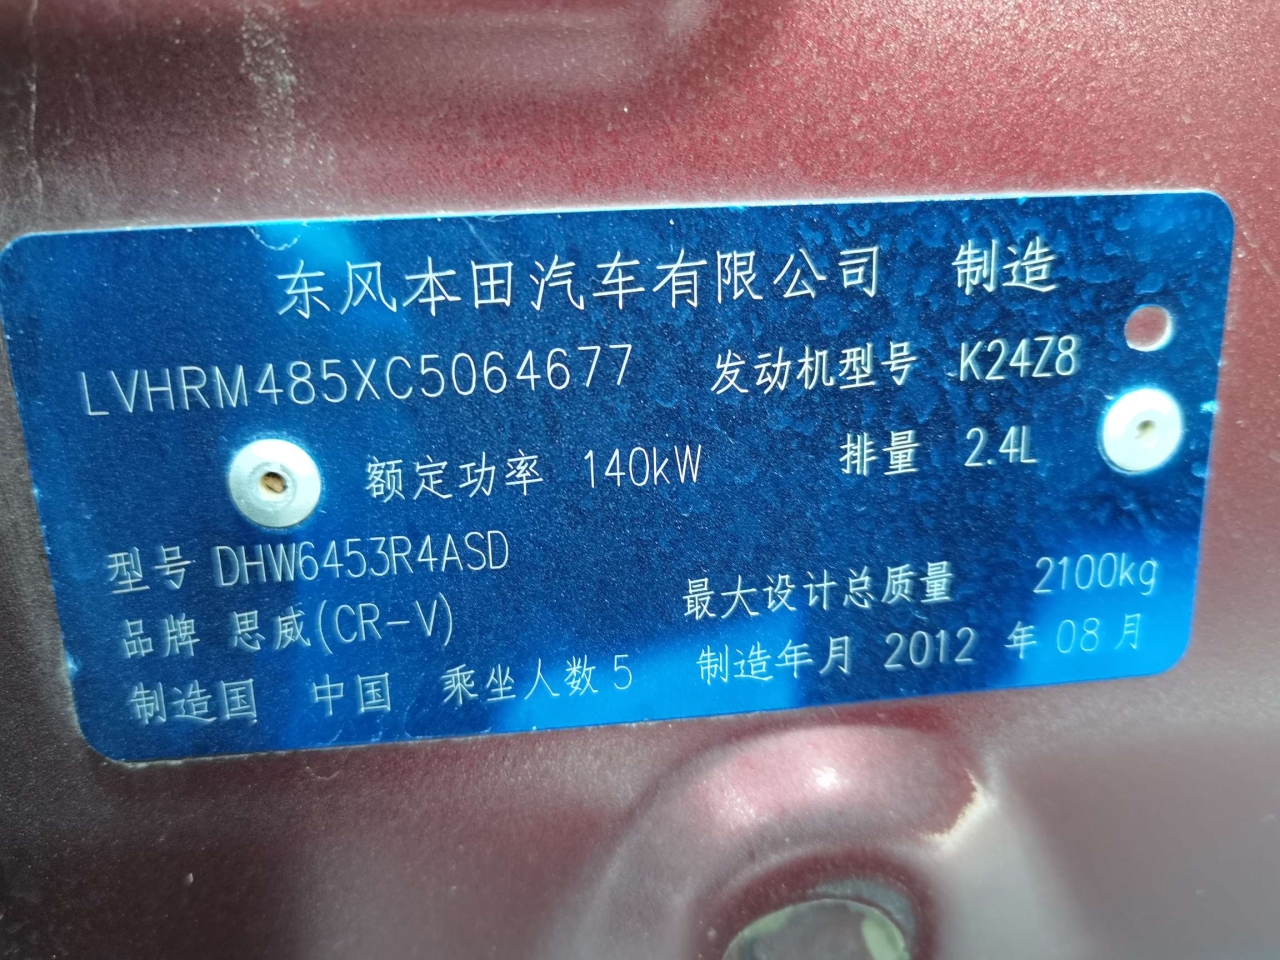 东风本田汽车有限公司 制造
LVHRM485XC5064677 发动机型号 K24Z8
额定功率 140kW 排量 2.4L
型号 DHW6453R4ASD 最大设计总质量 2100kg
品牌 思威(CR-V)
制造国 中国 乘坐人数5 制造年月 2012 年 08 月